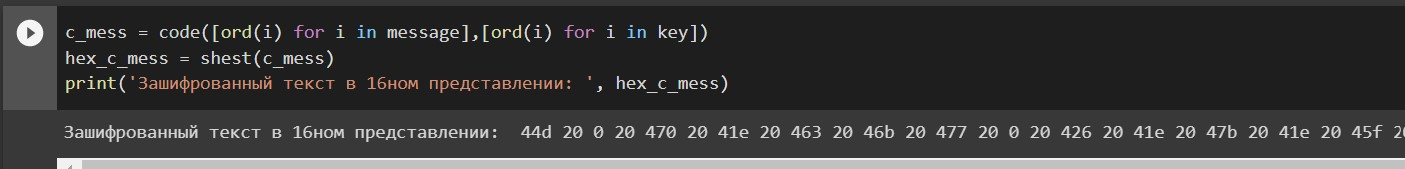 c_mess = code([ord(i) for i in message],[ord(i) for i in key])
hex_c_mess = shest(c_mess)
print('Зашифрованный текст в 16ном представлении: ', hex_c_mess)
Зашифрованный текст в 16ном представлении:  44d 20 0 20 470 20 41e 20 463 20 46b 20 477 20 0 20 426 20 41e 20 47b 20 41e 20 45f